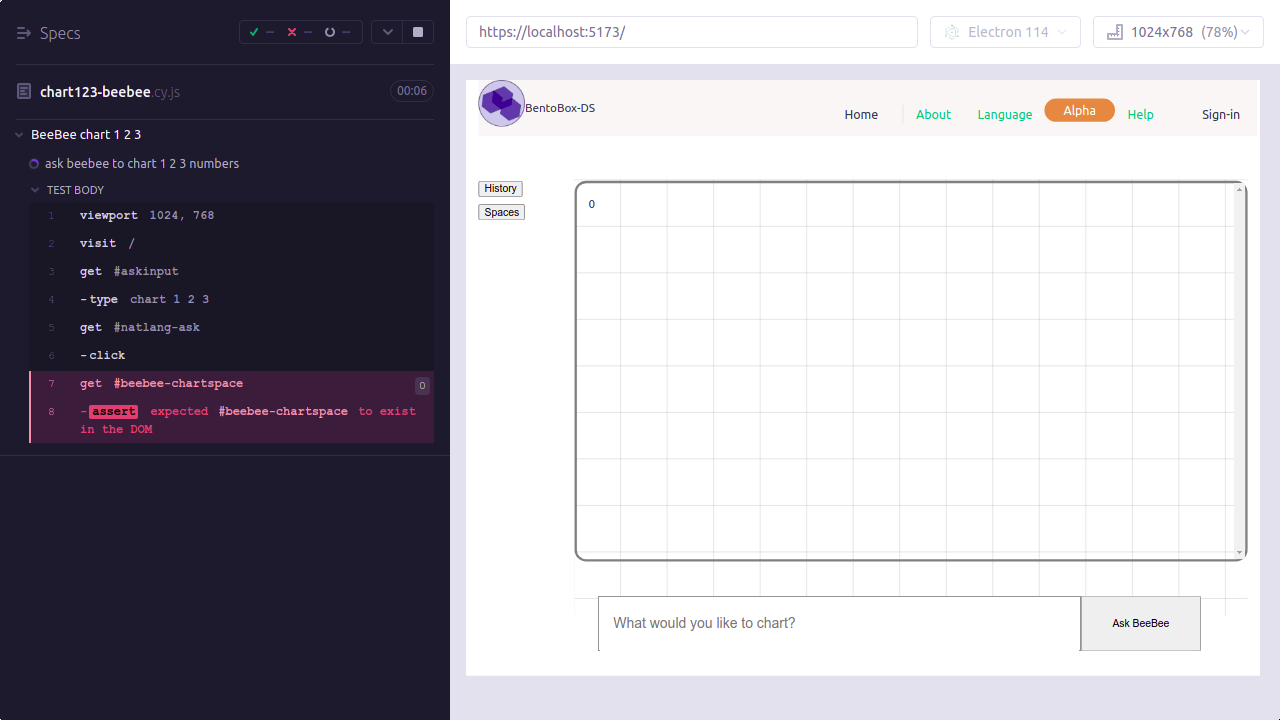 Specs
--
--
--
chart123-beebee.cy.js
00:06
BeeBee chart 1 2 3
ask beebee to chart 1 2 3 numbers
TEST BODY
1 viewport 1024, 768
2 visit /
3 get #askinput
4 -type chart 1 2 3
5 get #natlang-ask
6 -click
7 get #beebee-chartspace 0
8 -assert expected #beebee-chartspace to exist
in the DOM
https://localhost:5173/
Electron 114
1024x768 (78%)
BentoBox-DS
Home
About
Language
Alpha
Help
Sign-in
History
Spaces
0
What would you like to chart?
Ask BeeBee